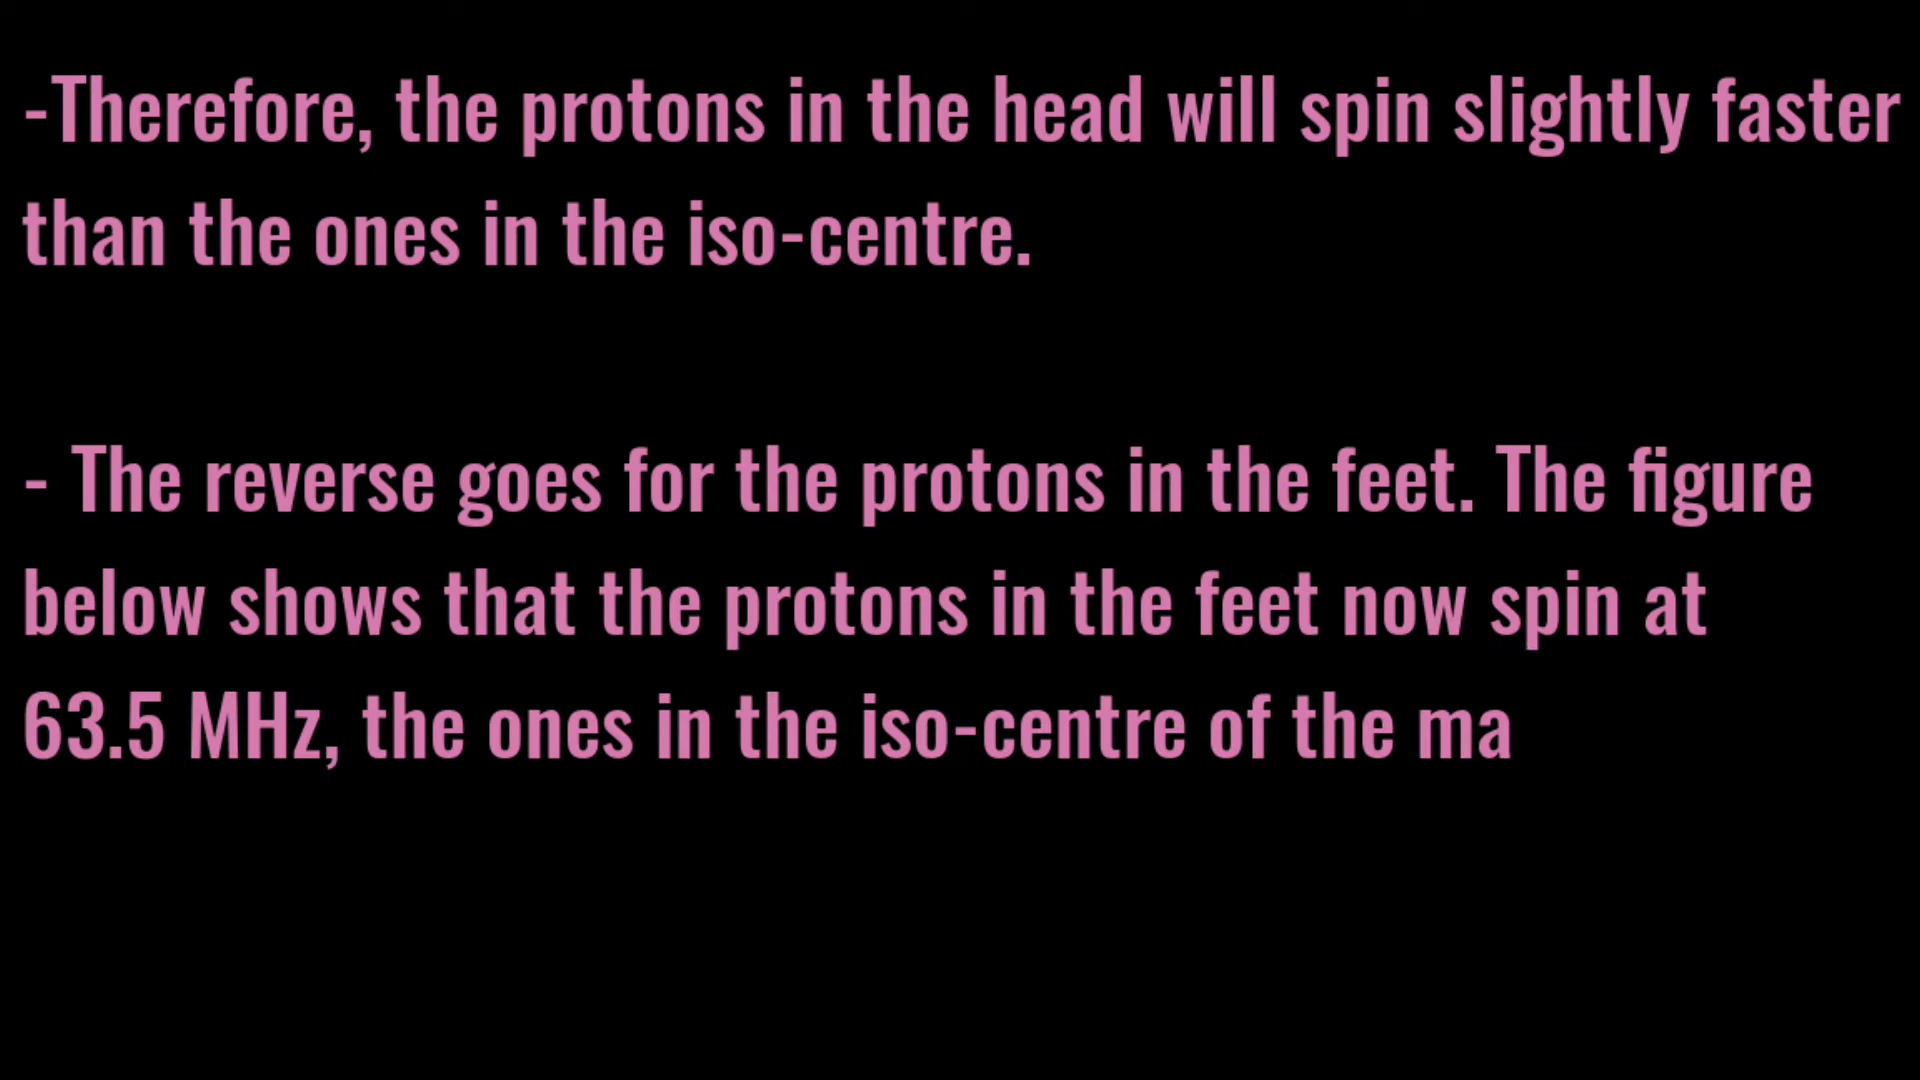 -Therefore, the protons in the head will spin slightly faster
than the ones in the iso-centre.
- The reverse goes for the protons in the feet. The figure
below shows that the protons in the feet now spin at
63.5 MHz, the ones in the iso-centre of the ma